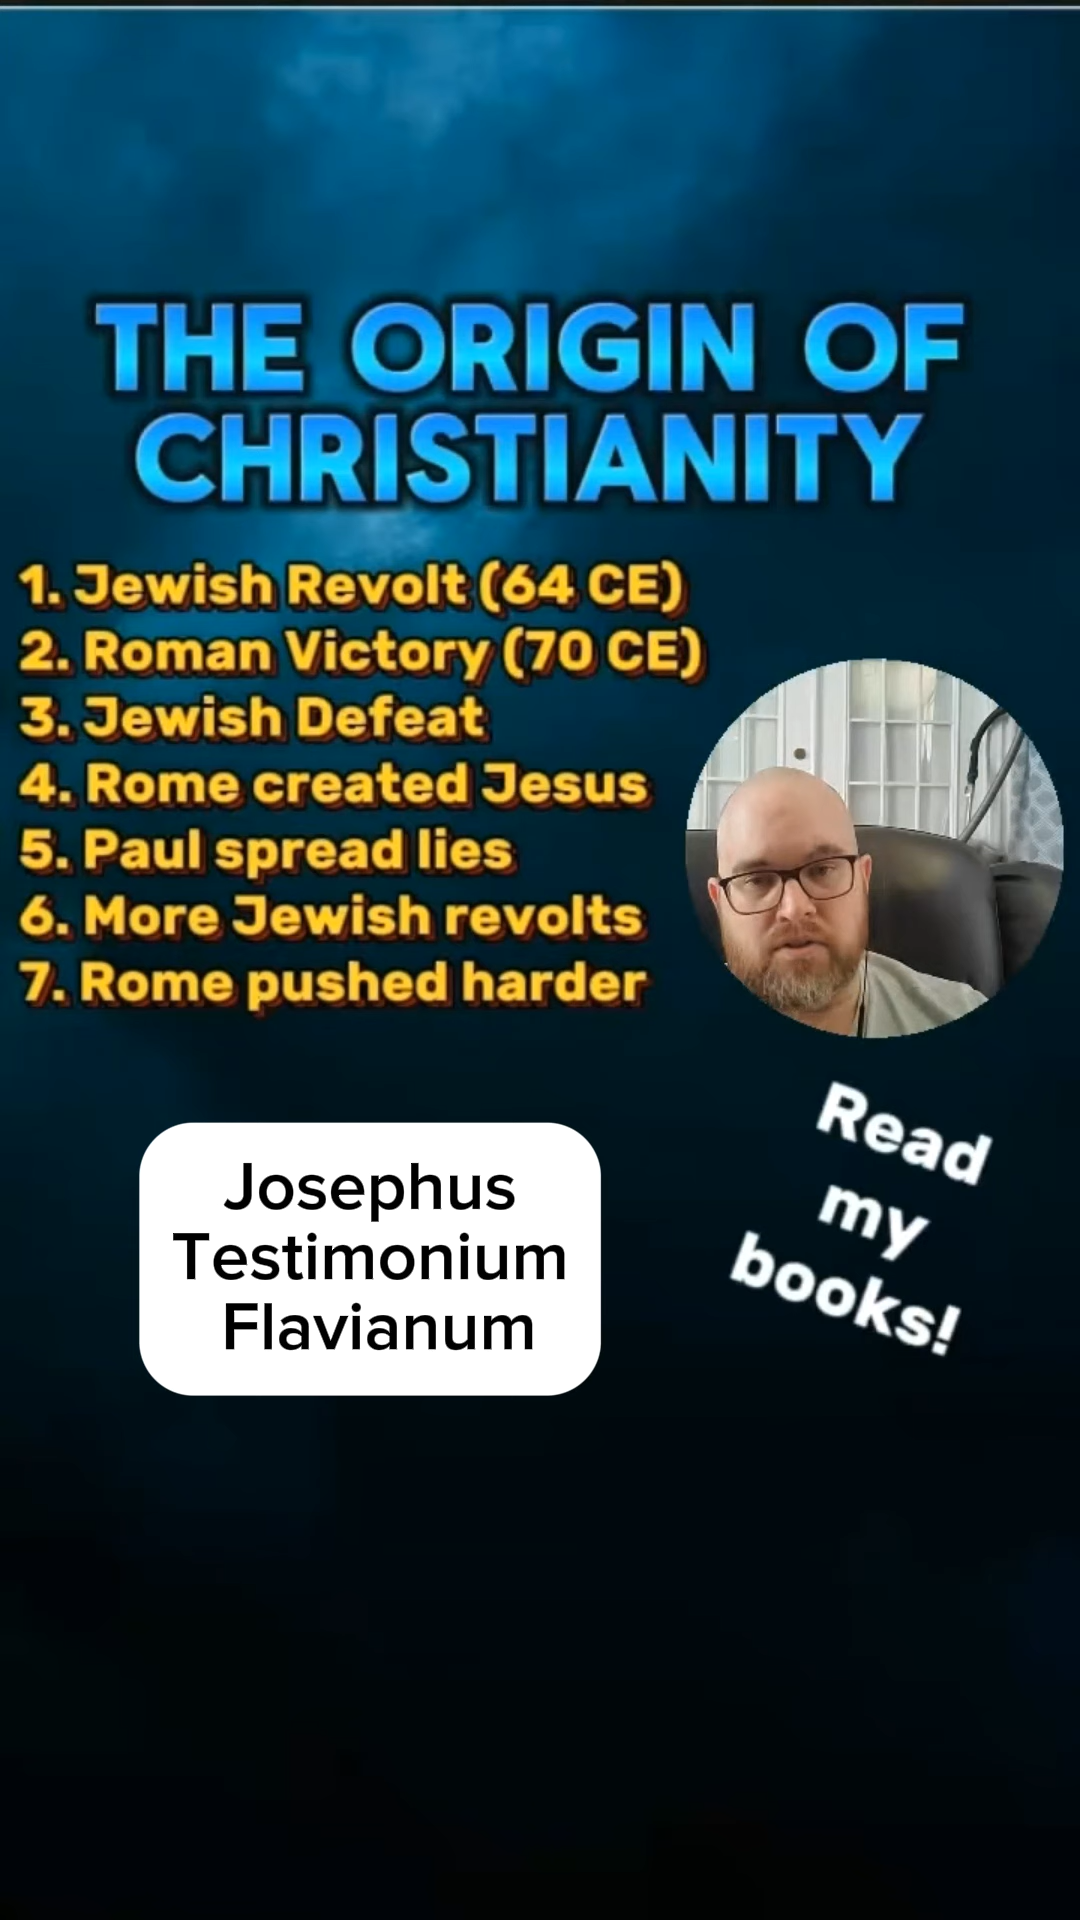 THE ORIGIN OF
CHRISTIANITY
1. Jewish Revolt (64 CE)
2. Roman Victory (70 CE)
3. Jewish Defeat
4. Rome created Jesus
5. Paul spread lies
6. More Jewish revolts
7. Rome pushed harder
Read
my
books!
Josephus
Testimonium
Flavianum